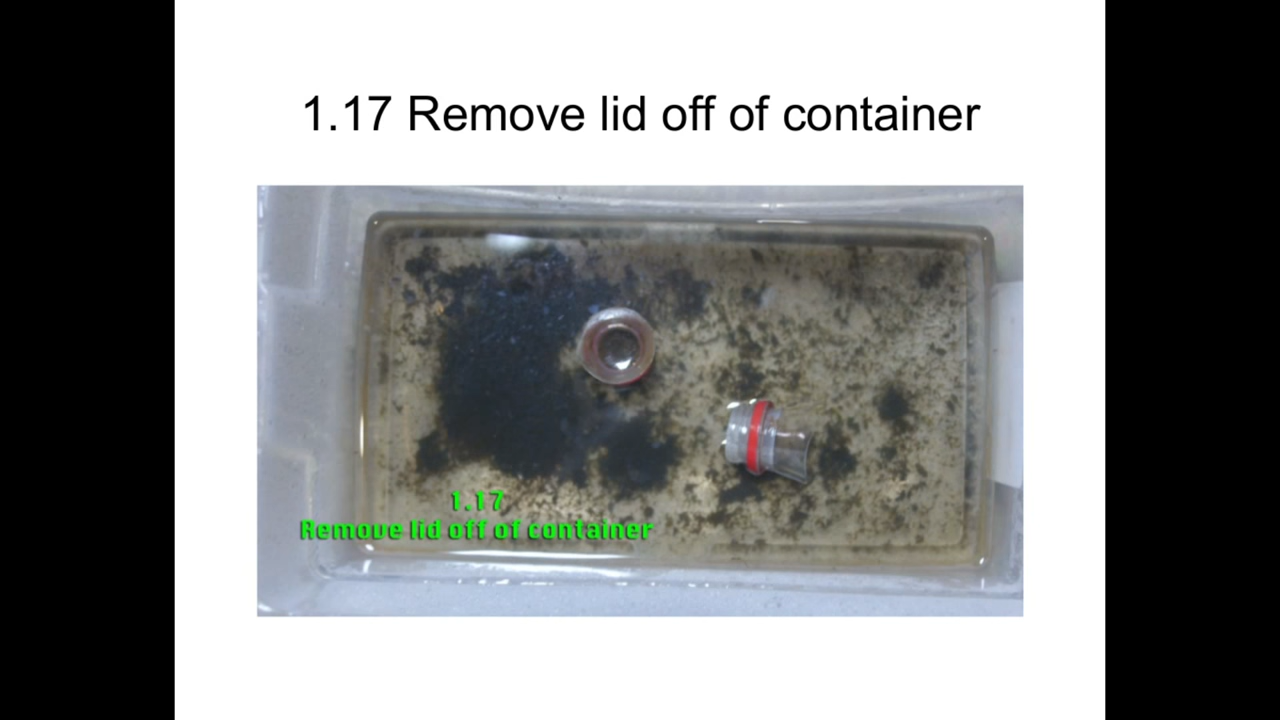 1.17 Remove lid off of container
1.17
Remove lid off of container